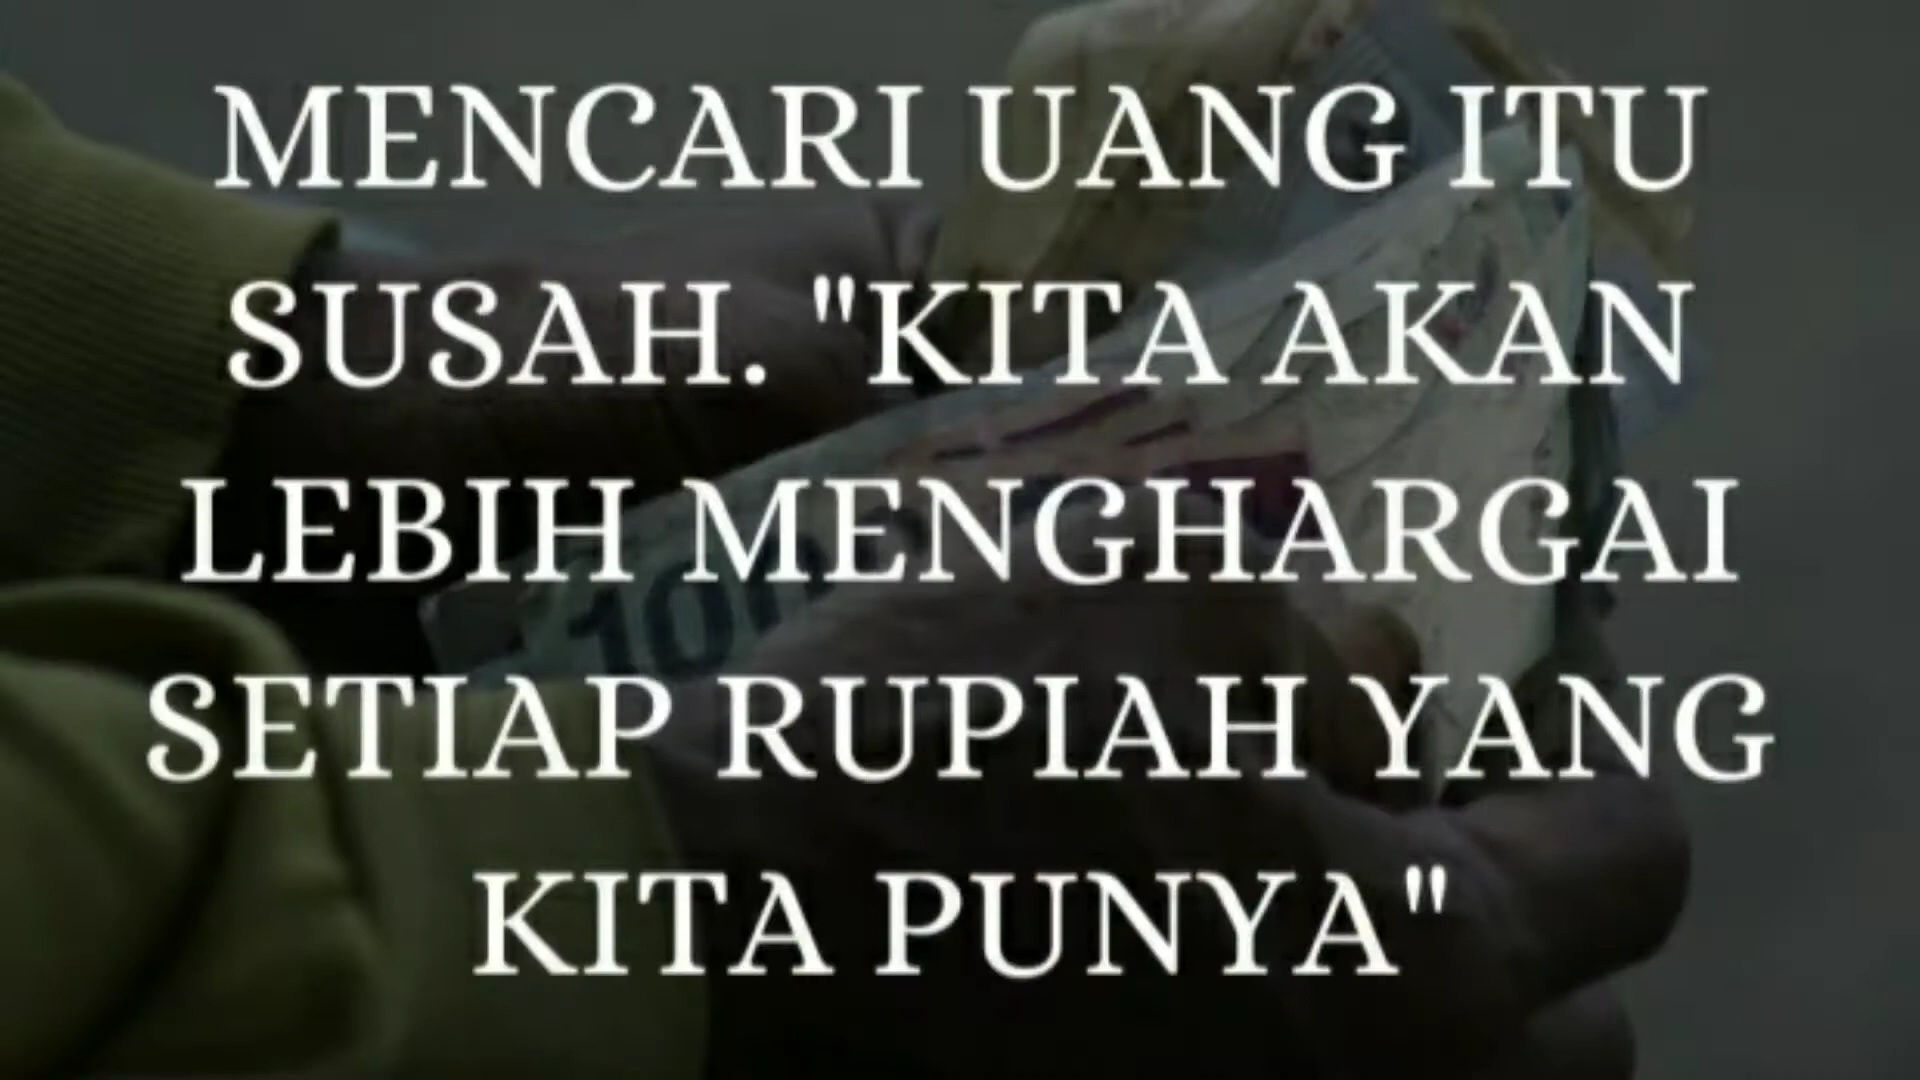 MENCARI UANG ITU
SUSAH. "KITA AKAN
LEBIH MENGHARGAI
SETIAP RUPIAH YANG
KITA PUNYA"